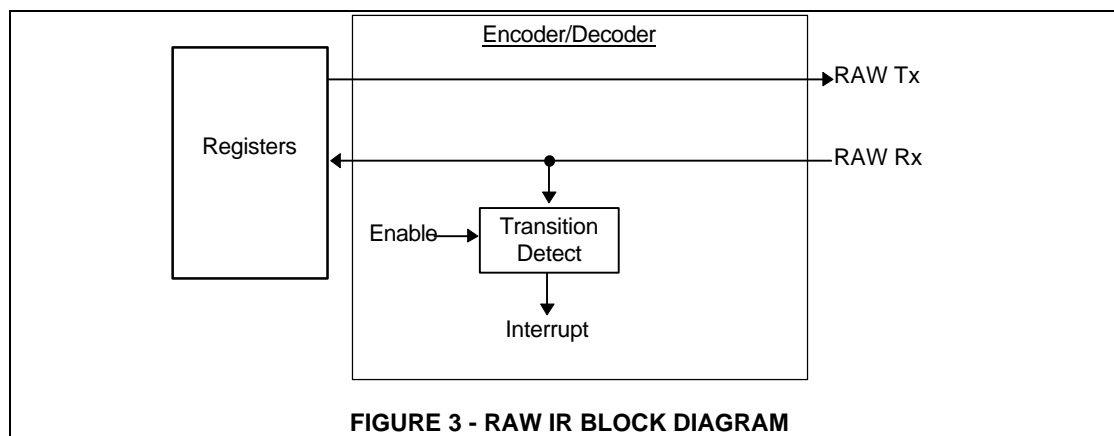 Encoder/Decoder
RAW Tx
Registers
RAW Rx
Enable
Transition
Detect
Interrupt
FIGURE 3 - RAW IR BLOCK DIAGRAM